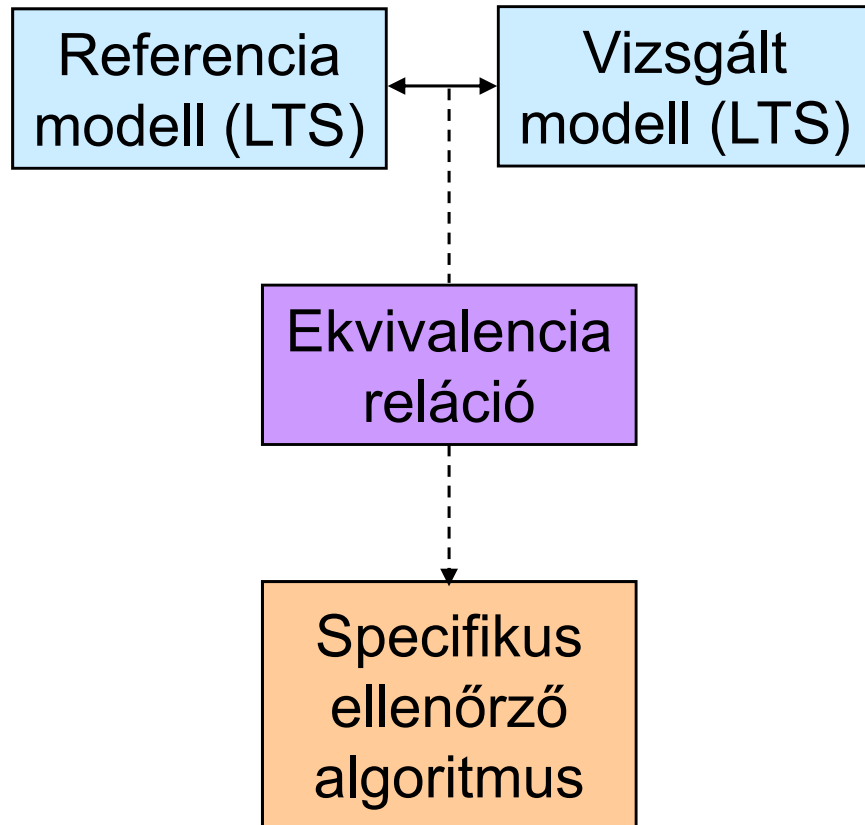 Referencia
modell (LTS)
Vizsgált
modell (LTS)
Ekvivalencia
reláció
Specifikus
ellenőrző
algoritmus